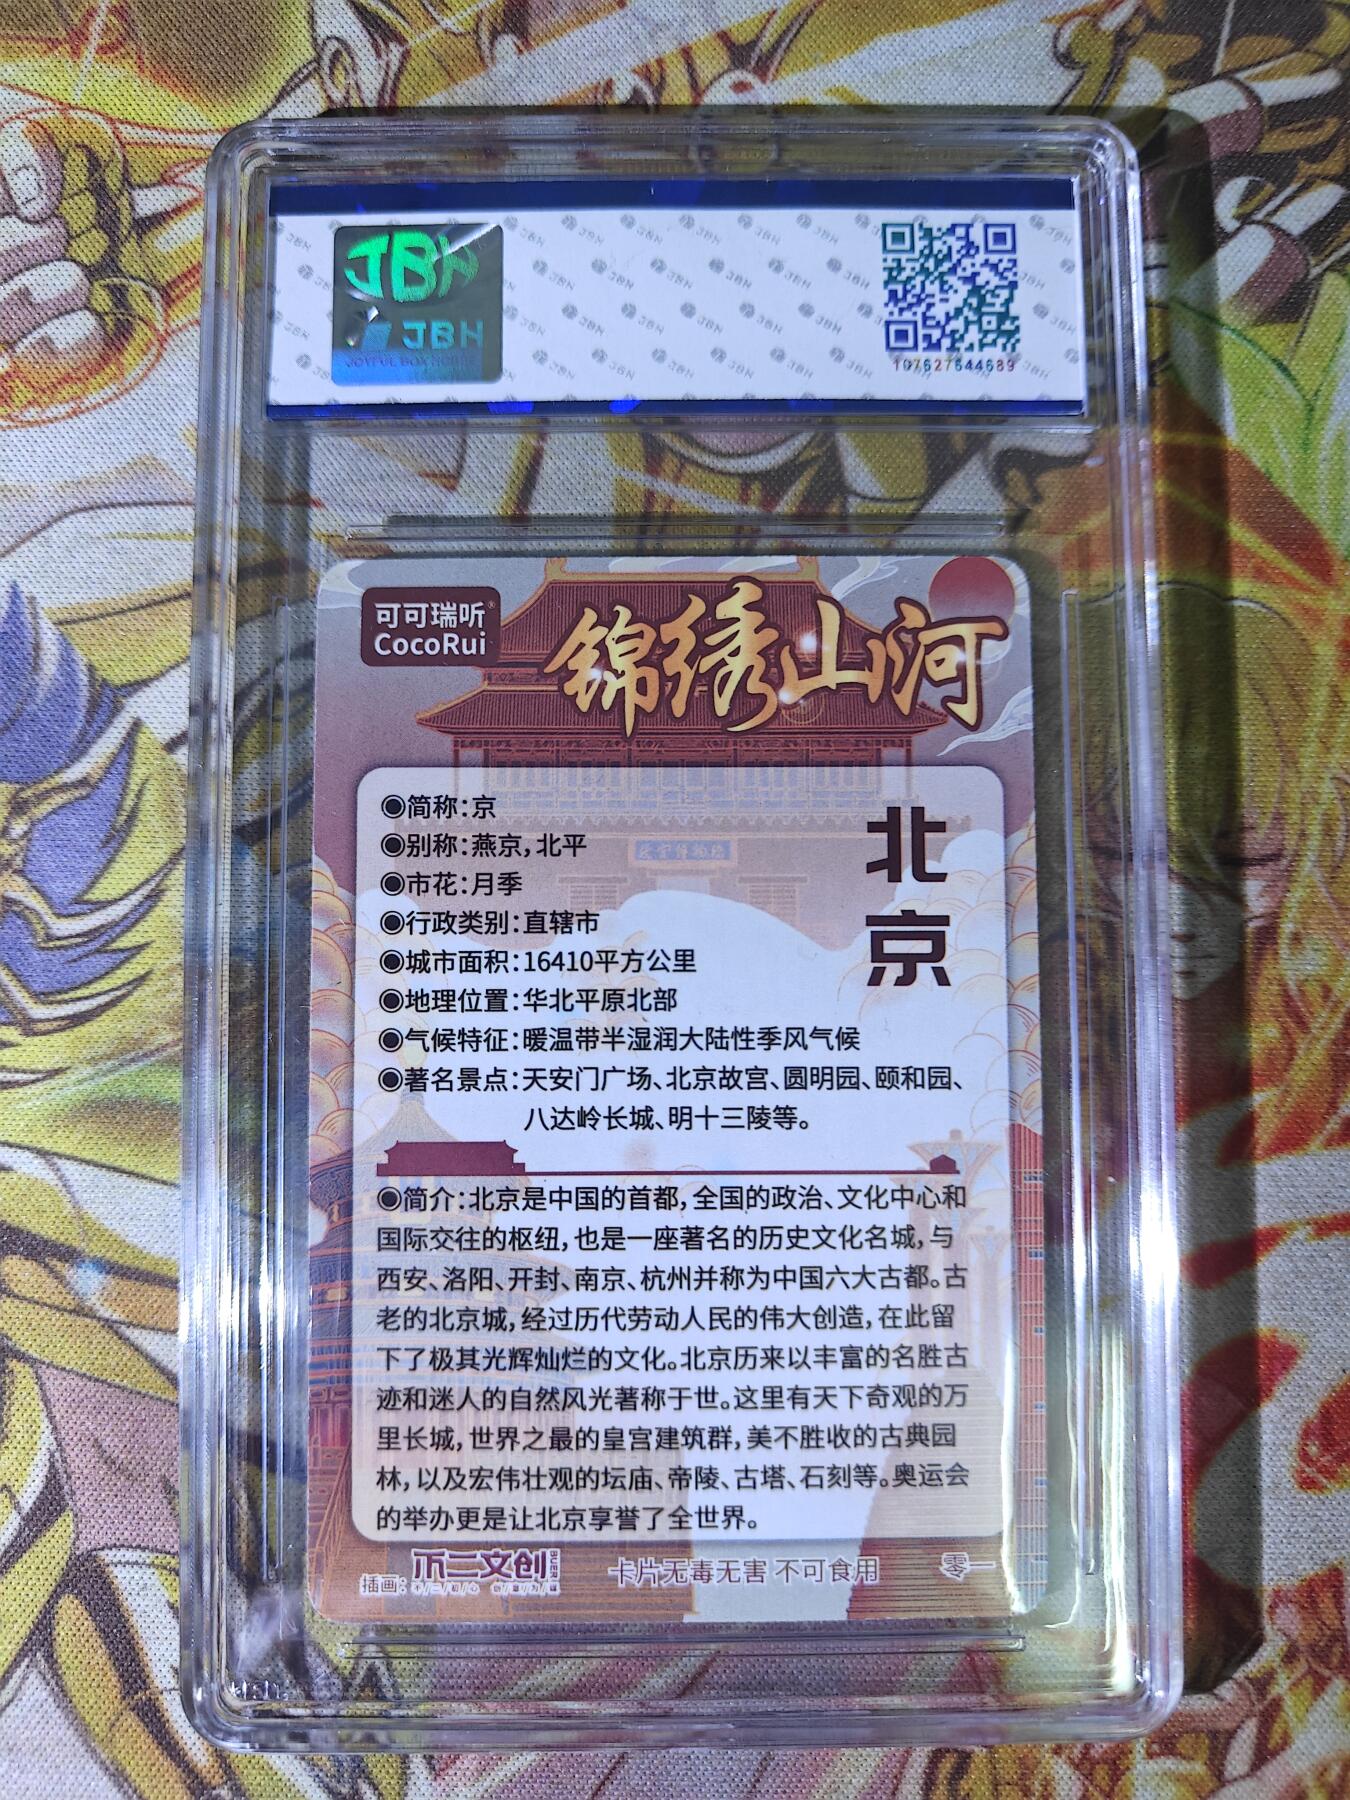 JBH
JBH
JOYFUL BOX HOUSE
107627644689
可可瑞听®
CocoRui
锦绣山河
北京
◉简称：京
◉别称：燕京，北平
◉市花：月季
◉行政类别：直辖市
◉城市面积：16410平方公里
◉地理位置：华北平原北部
◉气候特征：暖温带半湿润大陆性季风气候
◉著名景点：天安门广场、北京故宫、圆明园、颐和园、
八达岭长城、明十三陵等。
◉简介：北京是中国的首都，全国的政治、文化中心和
国际交往的枢纽，也是一座著名的历史文化名城，与
西安、洛阳、开封、南京、杭州并称为中国六大古都。古
老的北京城，经过历代劳动人民的伟大创造，在此留
下了极其光辉灿烂的文化。北京历来以丰富的名胜古
迹和迷人的自然风光著称于世。这里有天下奇观的万
里长城，世界之最的皇宫建筑群，美不胜收的古典园
林，以及宏伟壮观的坛庙、帝陵、古塔、石刻等。奥运会
的举办更是让北京享誉了全世界。
插画：不二文创 BUER
卡片无毒无害 不可食用
零一